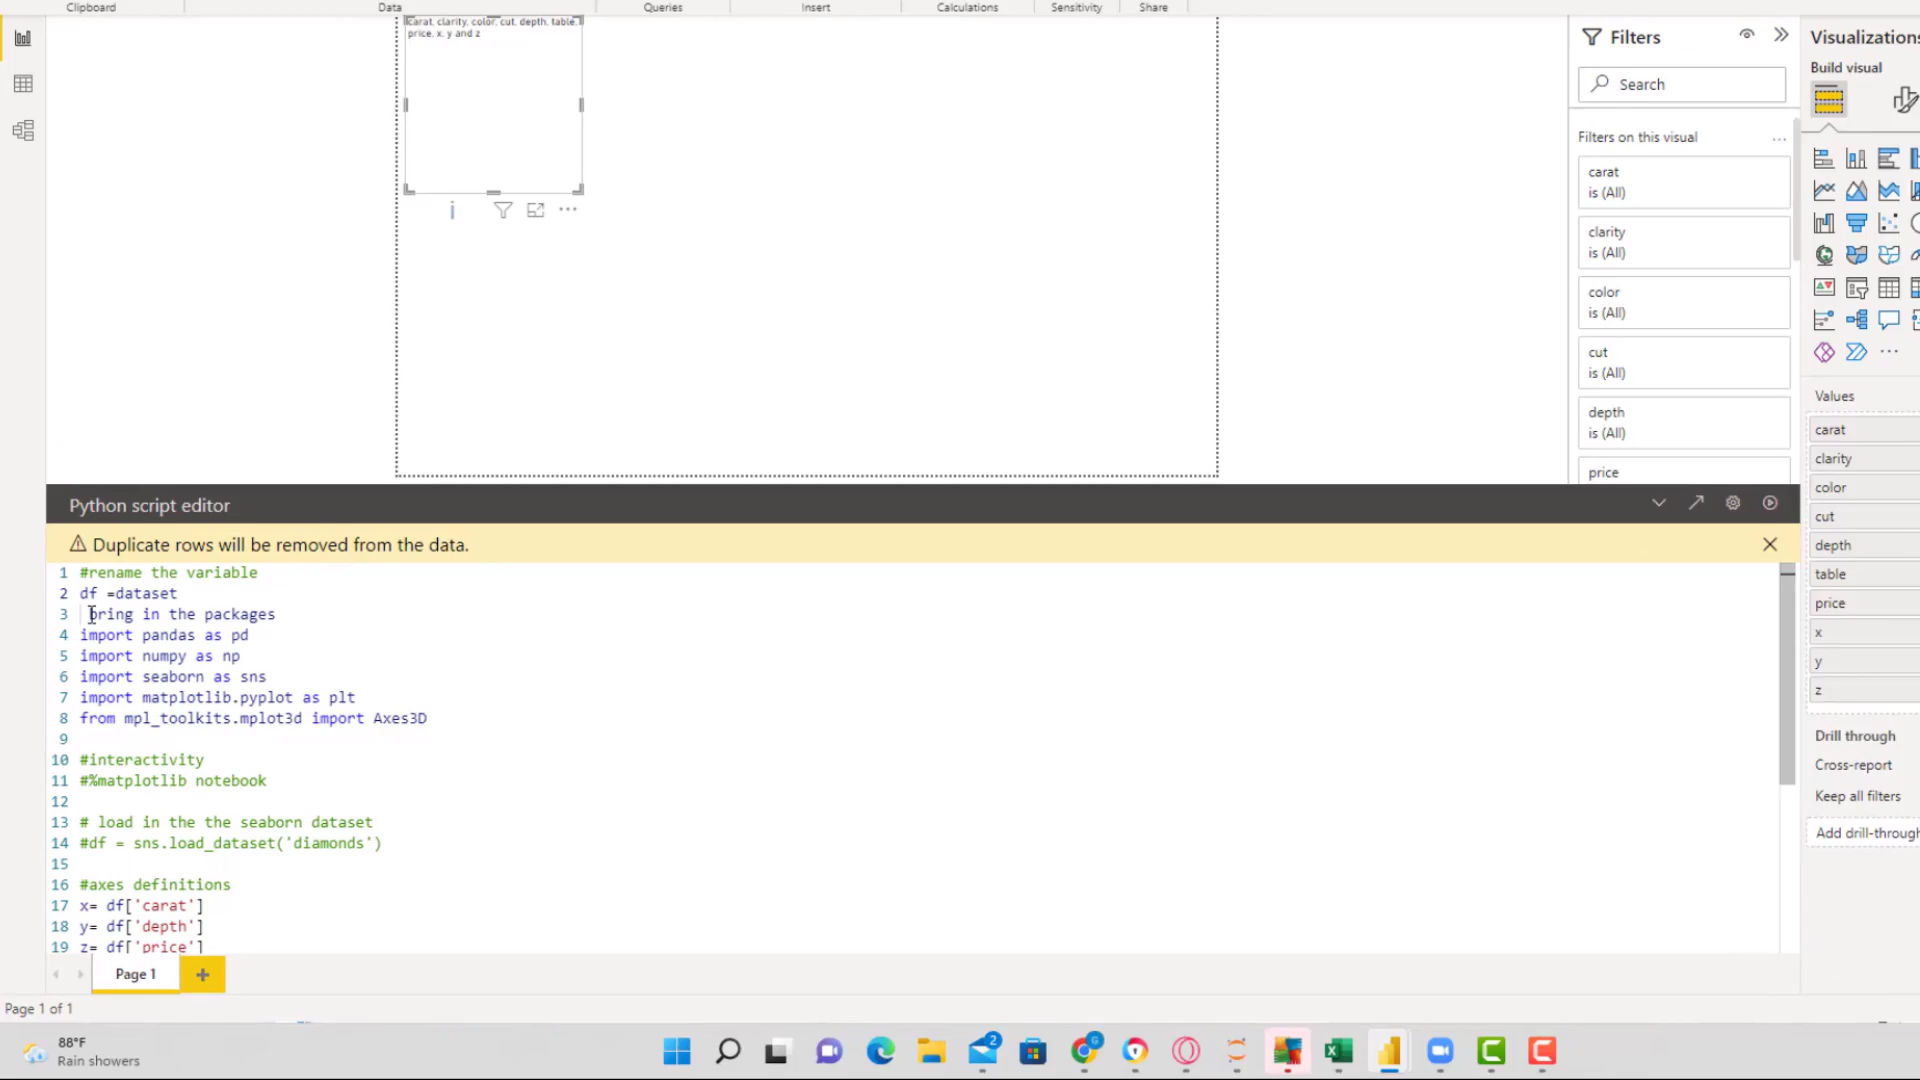 Clipboard
Data
Queries
Insert
Calculations
Sensitivity
Share
carat, clarity, color, cut, depth, table,
price, x, y and z
Filters
Search
Filters on this visual
carat
is (All)
clarity
is (All)
color
is (All)
cut
is (All)
depth
is (All)
price
Visualizations
Build visual
Values
carat
clarity
color
cut
depth
table
price
x
y
z
Drill through
Cross-report
Keep all filters
Add drill-through
Python script editor
Duplicate rows will be removed from the data.
1 #rename the variable
2 df =dataset
3 bring in the packages
4 import pandas as pd
5 import numpy as np
6 import seaborn as sns
7 import matplotlib.pyplot as plt
8 from mpl_toolkits.mplot3d import Axes3D
9
10 #interactivity
11 #%matplotlib notebook
12
13 # load in the the seaborn dataset
14 #df = sns.load_dataset('diamonds')
15
16 #axes definitions
17 x= df['carat']
18 y= df['depth']
19 z= df['price']
Page 1
Page 1 of 1
88°F
Rain showers
2
G